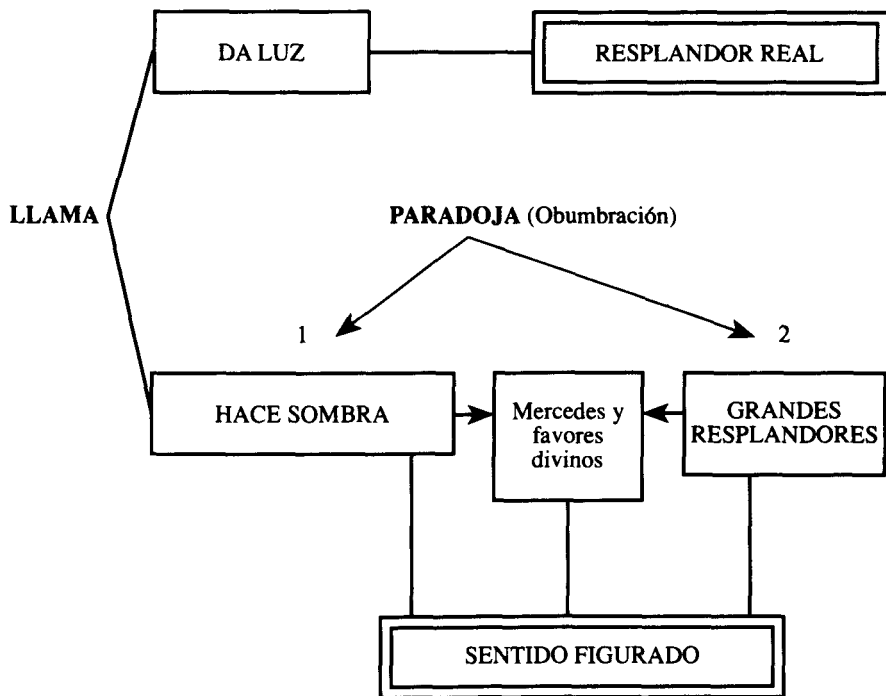 DA LUZ
RESPLANDOR REAL
LLAMA
PARADOJA (Obumbración)
1
2
HACE SOMBRA
Mercedes y
favores
divinos
GRANDES
RESPLANDORES
SENTIDO FIGURADO